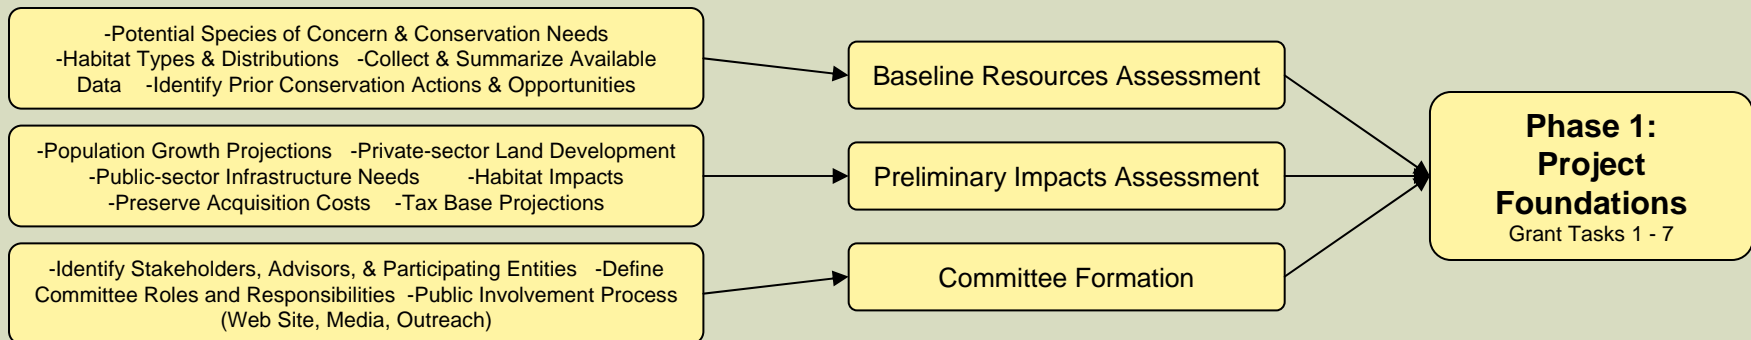 -Potential Species of Concern & Conservation Needs
-Habitat Types & Distributions -Collect & Summarize Available
Data -Identify Prior Conservation Actions & Opportunities
Baseline Resources Assessment
-Population Growth Projections -Private-sector Land Development
-Public-sector Infrastructure Needs -Habitat Impacts
-Preserve Acquisition Costs -Tax Base Projections
Preliminary Impacts Assessment
-Identify Stakeholders, Advisors, & Participating Entities -Define
Committee Roles and Responsibilities -Public Involvement Process
(Web Site, Media, Outreach)
Committee Formation
Phase 1:
Project
Foundations
Grant Tasks 1 - 7